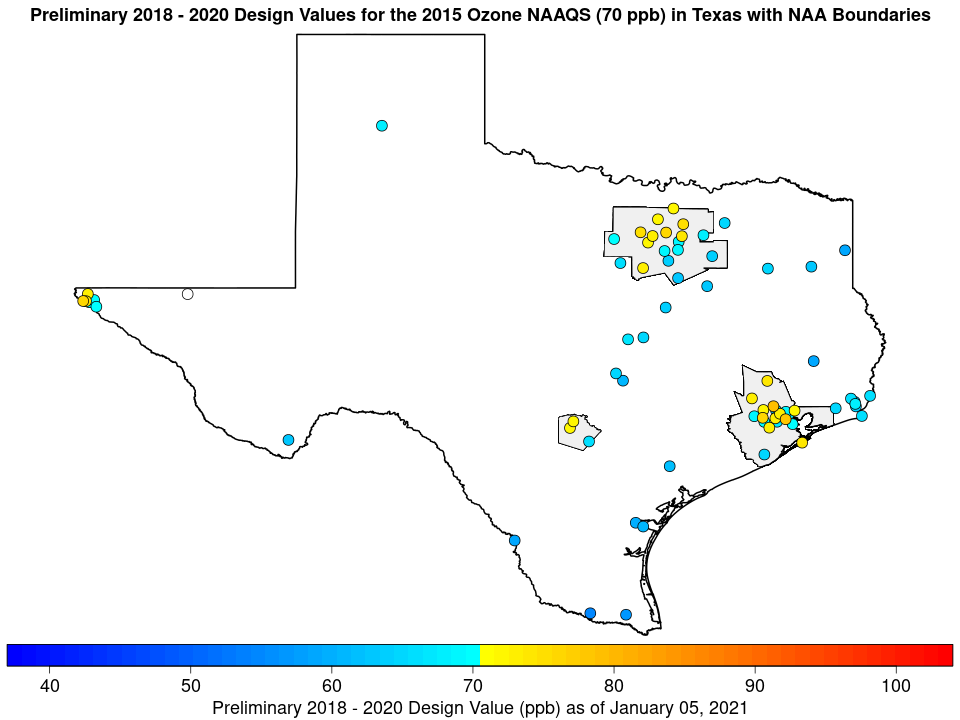 Preliminary 2018 - 2020 Design Values for the 2015 Ozone NAAQS (70 ppb) in Texas with NAA Boundaries
40 50 60 70 80 90 100
Preliminary 2018 - 2020 Design Value (ppb) as of January 05, 2021